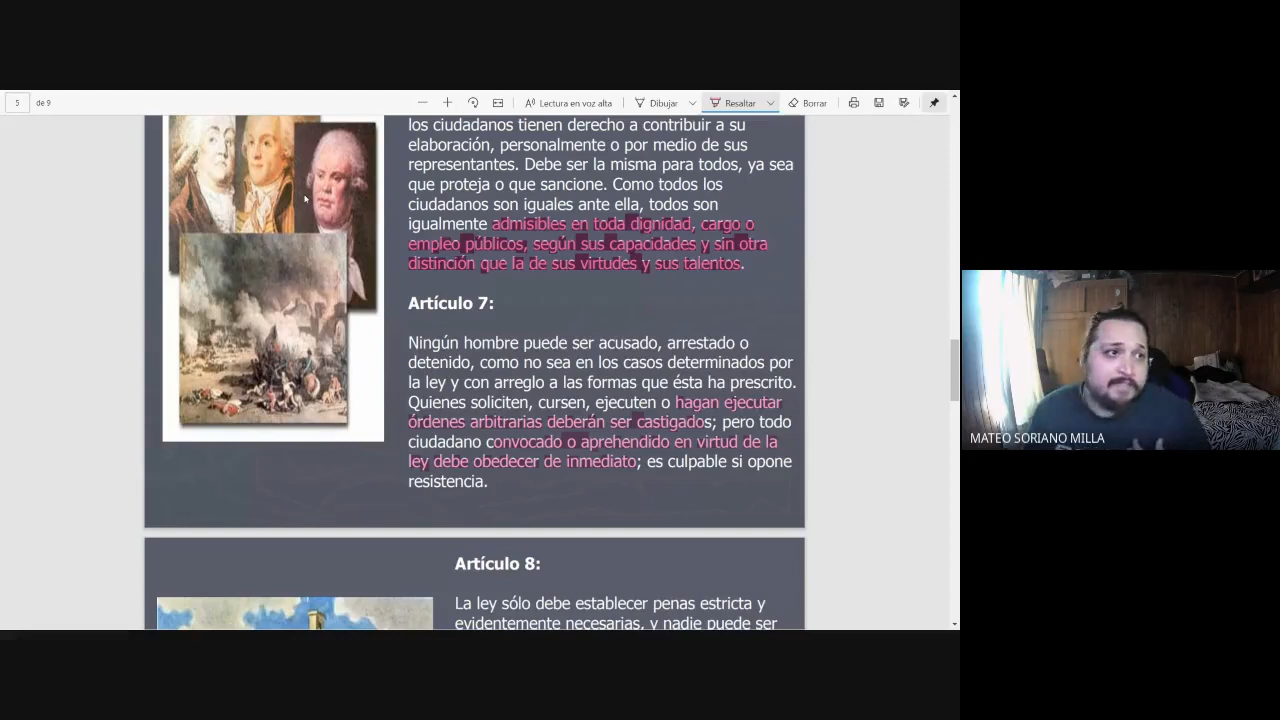 5
de 9
Lectura en voz alta
Dibujar
Resaltar
Borrar
los ciudadanos tienen derecho a contribuir a su
elaboración, personalmente o por medio de sus
representantes. Debe ser la misma para todos, ya sea
que proteja o que sancione. Como todos los
ciudadanos son iguales ante ella, todos son
igualmente admisibles en toda dignidad, cargo o
empleo públicos, según sus capacidades y sin otra
distinción que la de sus virtudes y sus talentos.
Artículo 7:
Ningún hombre puede ser acusado, arrestado o
detenido, como no sea en los casos determinados por
la ley y con arreglo a las formas que ésta ha prescrito.
Quienes soliciten, cursen, ejecuten o hagan ejecutar
órdenes arbitrarias deberán ser castigados; pero todo
ciudadano convocado o aprehendido en virtud de la
ley debe obedecer de inmediato; es culpable si opone
resistencia.
Artículo 8:
La ley sólo debe establecer penas estricta y
evidentemente necesarias, y nadie puede ser
MATEO SORIANO MILLA